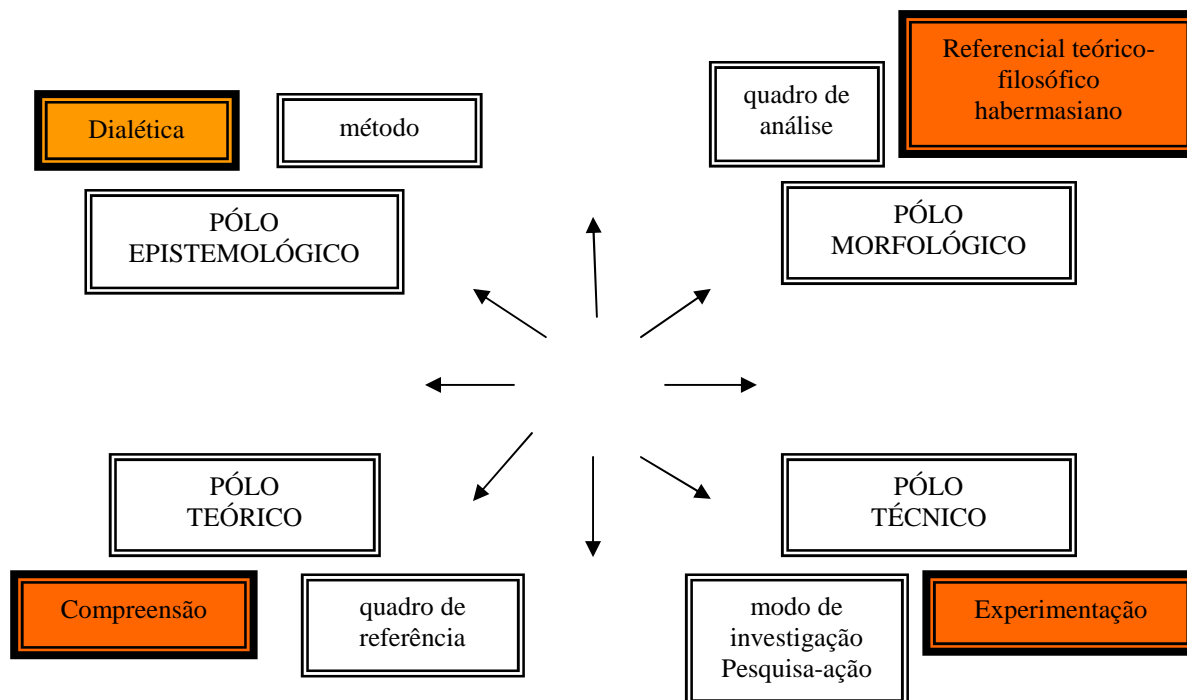 Dialética
método
PÓLO
EPISTEMOLÓGICO
quadro de
análise
Referencial teórico-
filosófico
habermasiano
PÓLO
MORFOLÓGICO
PÓLO
TEÓRICO
Compreensão
quadro de
referência
PÓLO
TÉCNICO
modo de
investigação
Pesquisa-ação
Experimentação